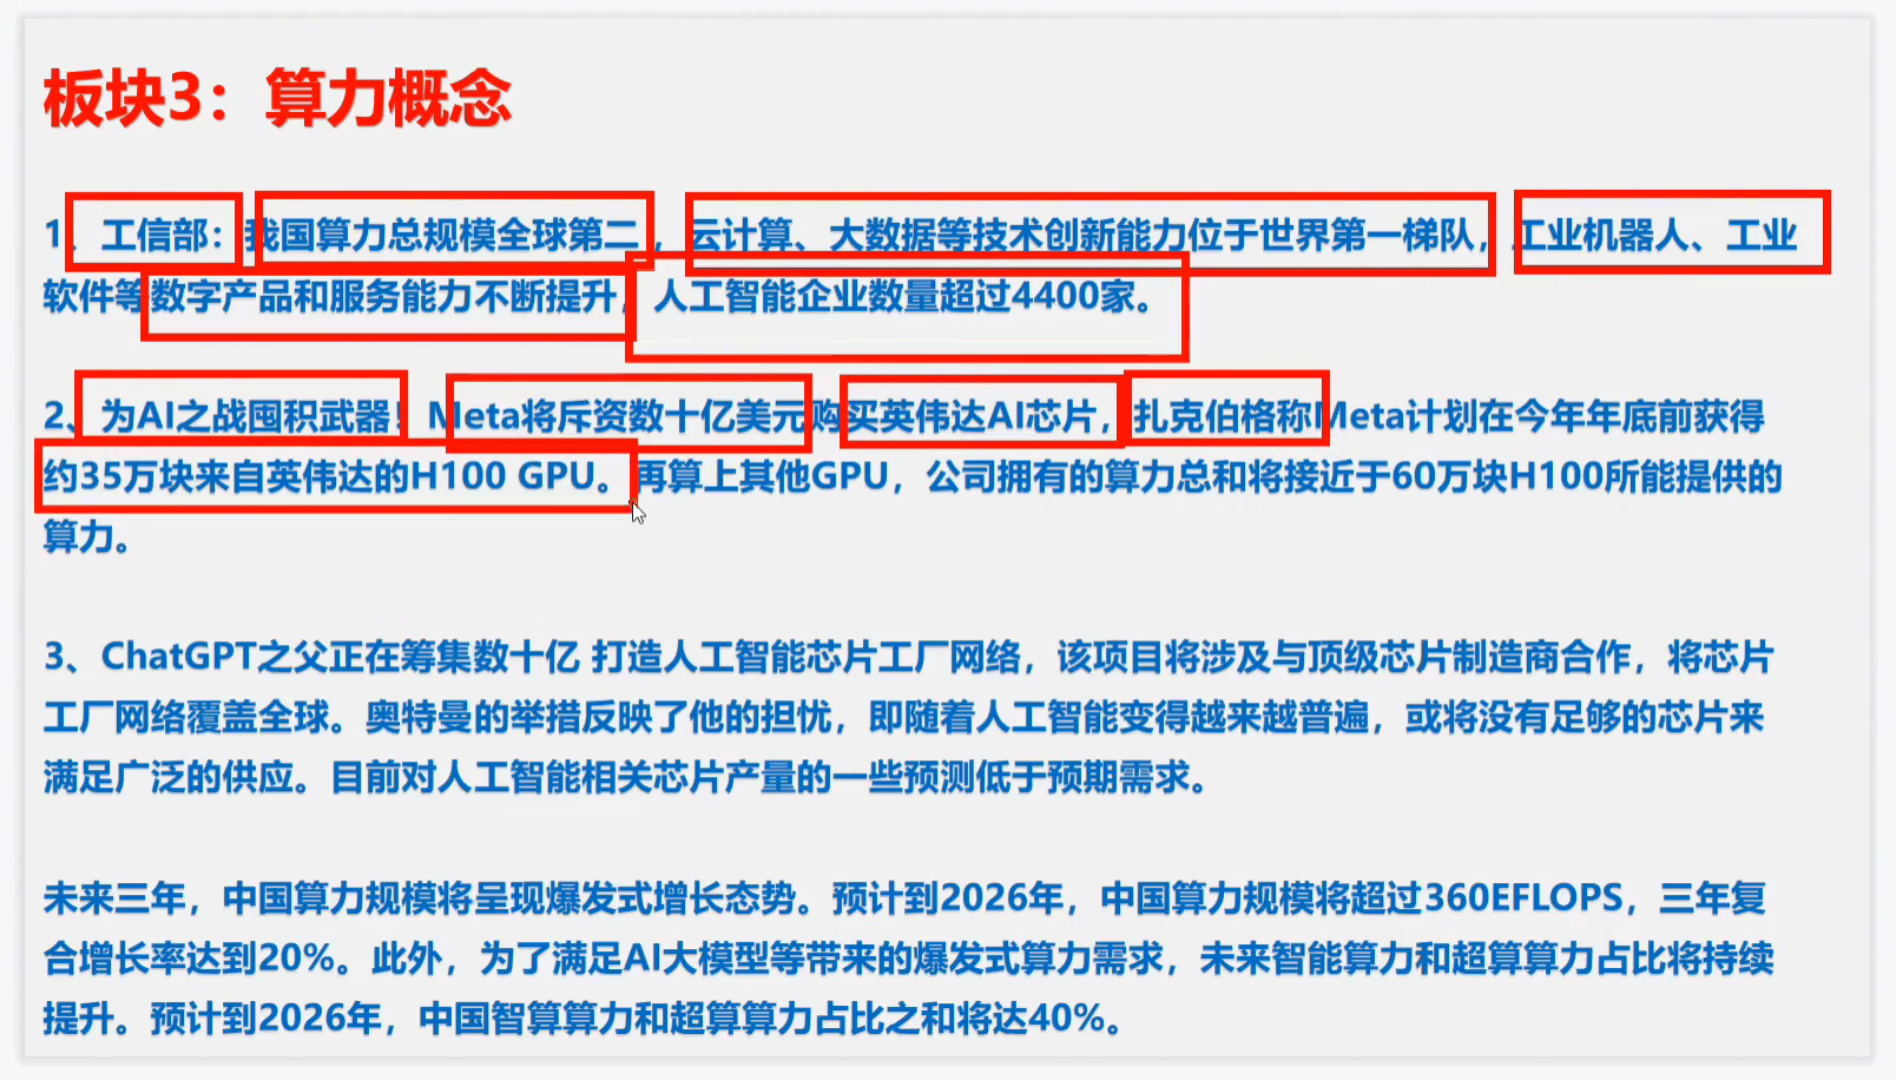 板块3：算力概念
1、工信部：我国算力总规模全球第二，云计算、大数据等技术创新能力位于世界第一梯队，工业机器人、工业
软件等数字产品和服务能力不断提升，人工智能企业数量超过4400家。
2、为AI之战囤积武器！Meta将斥资数十亿美元购买英伟达AI芯片，扎克伯格称Meta计划在今年年底前获得
约35万块来自英伟达的H100 GPU。再算上其他GPU，公司拥有的算力总和将接近于60万块H100所能提供的
算力。
3、ChatGPT之父正在筹集数十亿 打造人工智能芯片工厂网络，该项目将涉及与顶级芯片制造商合作，将芯片
工厂网络覆盖全球。奥特曼的举措反映了他的担忧，即随着人工智能变得越来越普遍，或将没有足够的芯片来
满足广泛的供应。目前对人工智能相关芯片产量的一些预测低于预期需求。
未来三年，中国算力规模将呈现爆发式增长态势。预计到2026年，中国算力规模将超过360EFLOPS，三年复
合增长率达到20%。此外，为了满足AI大模型等带来的爆发式算力需求，未来智能算力和超算算力占比将持续
提升。预计到2026年，中国智算算力和超算算力占比之和将达40%。